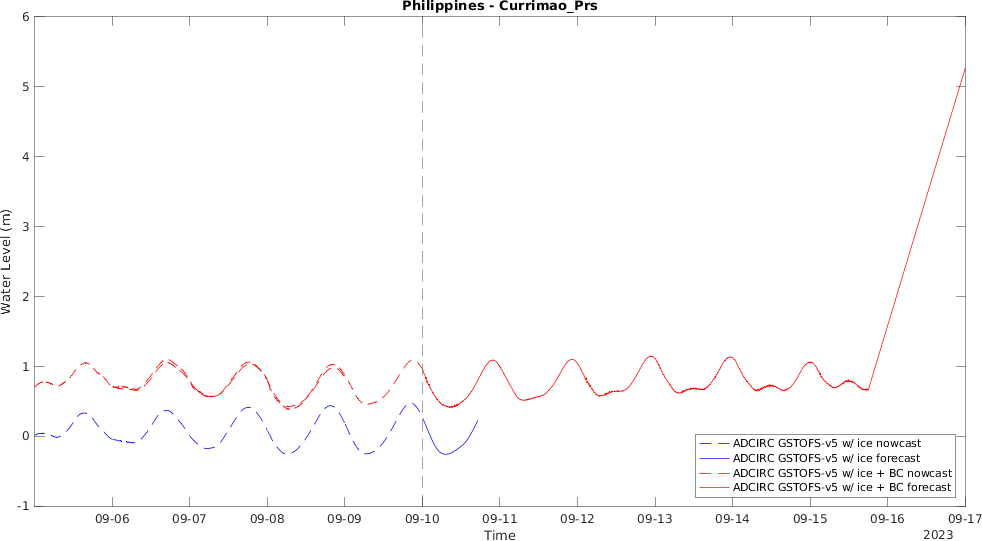 Philippines - Currimao_Prs
6
5
4
3
2
1
0
-1
Water Level (m)
ADCIRC GSTOFS-v5 w/ ice nowcast
ADCIRC GSTOFS-v5 w/ ice forecast
ADCIRC GSTOFS-v5 w/ ice + BC nowcast
ADCIRC GSTOFS-v5 w/ ice + BC forecast
09-06 09-07 09-08 09-09 09-10 09-11 09-12 09-13 09-14 09-15 09-16 09-17
Time
2023